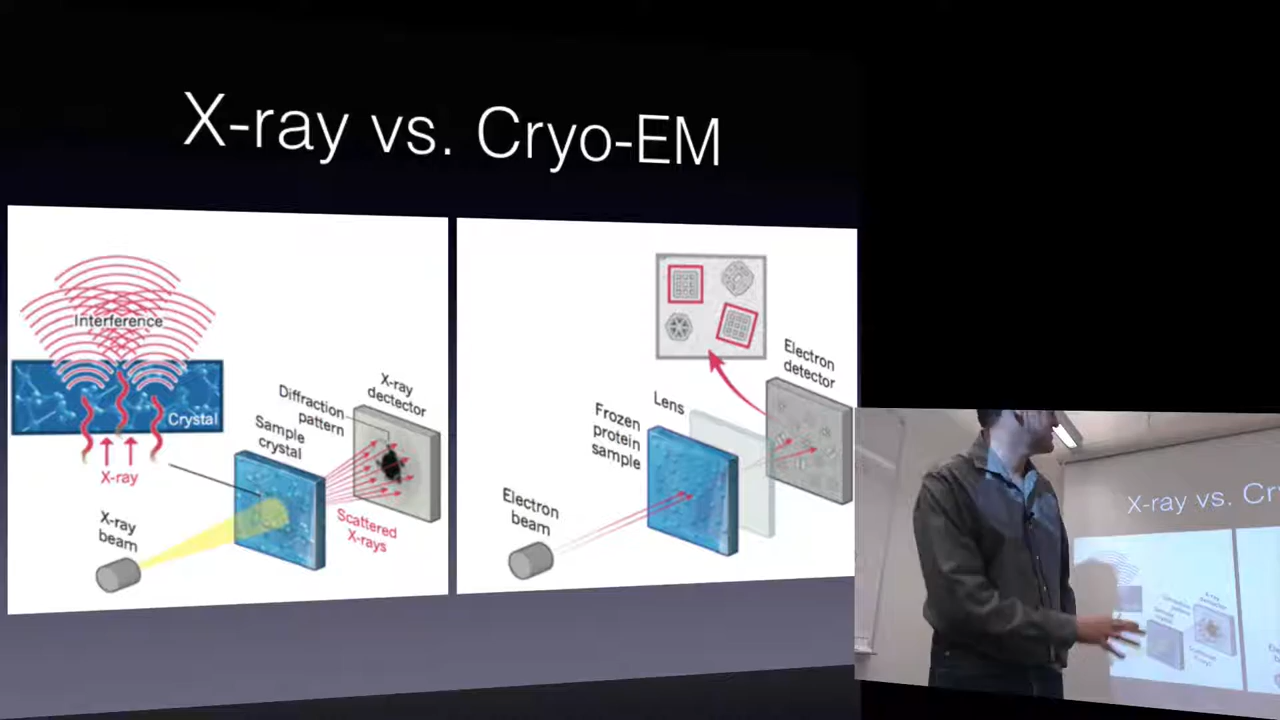 X-ray vs. Cryo-EM
Interference
Crystal
X-ray
X-ray
beam
Diffraction
pattern
Sample
crystal
X-ray
dectector
Scattered
X-rays
Electron
beam
Frozen
protein
sample
Lens
Electron
detector
X-ray vs. Cr